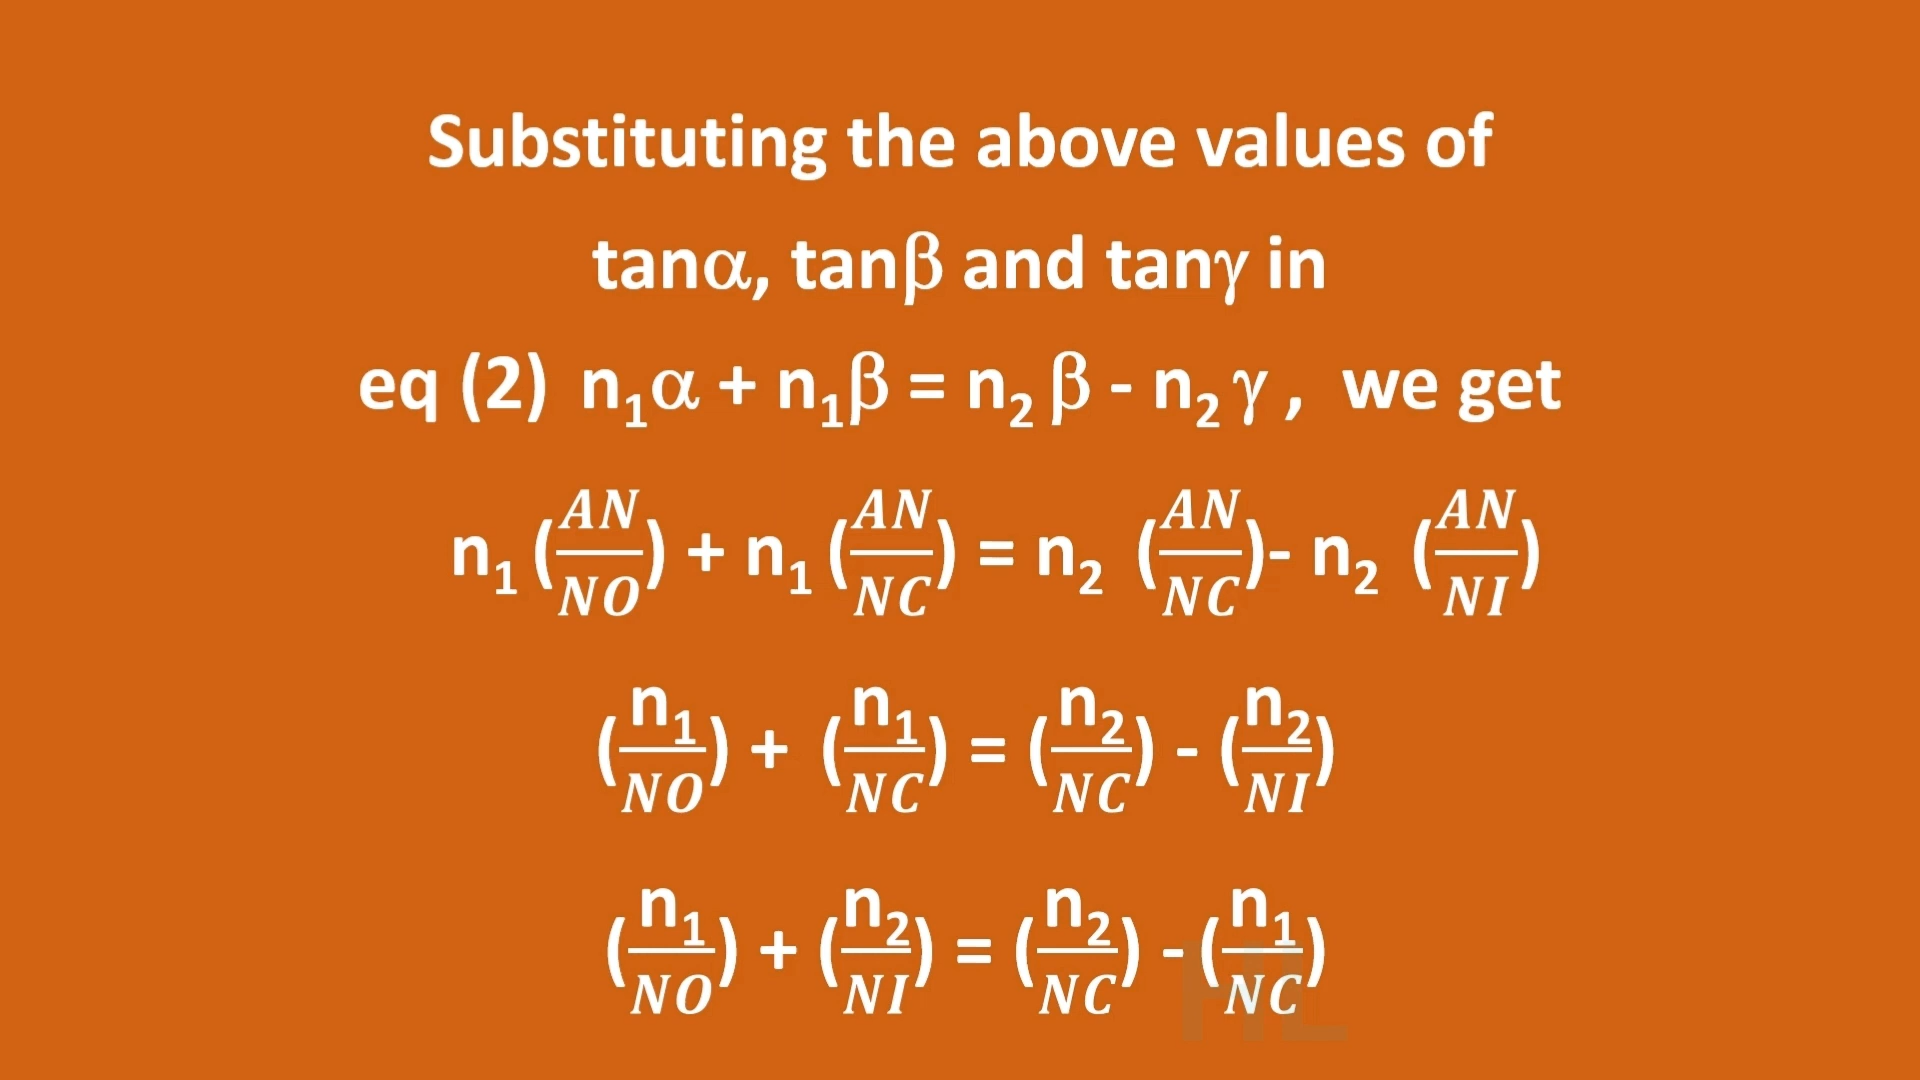 Substituting the above values of
tanα, tanβ and tanγ in
eq (2) n₁α + n₁β = n₂ β - n₂ γ , we get
n₁ (AN/NO) + n₁ (AN/NC) = n₂ (AN/NC)- n₂ (AN/NI)
(n₁/NO) + (n₁/NC) = (n₂/NC) - (n₂/NI)
(n₁/NO) + (n₂/NI) = (n₂/NC) - (n₁/NC)